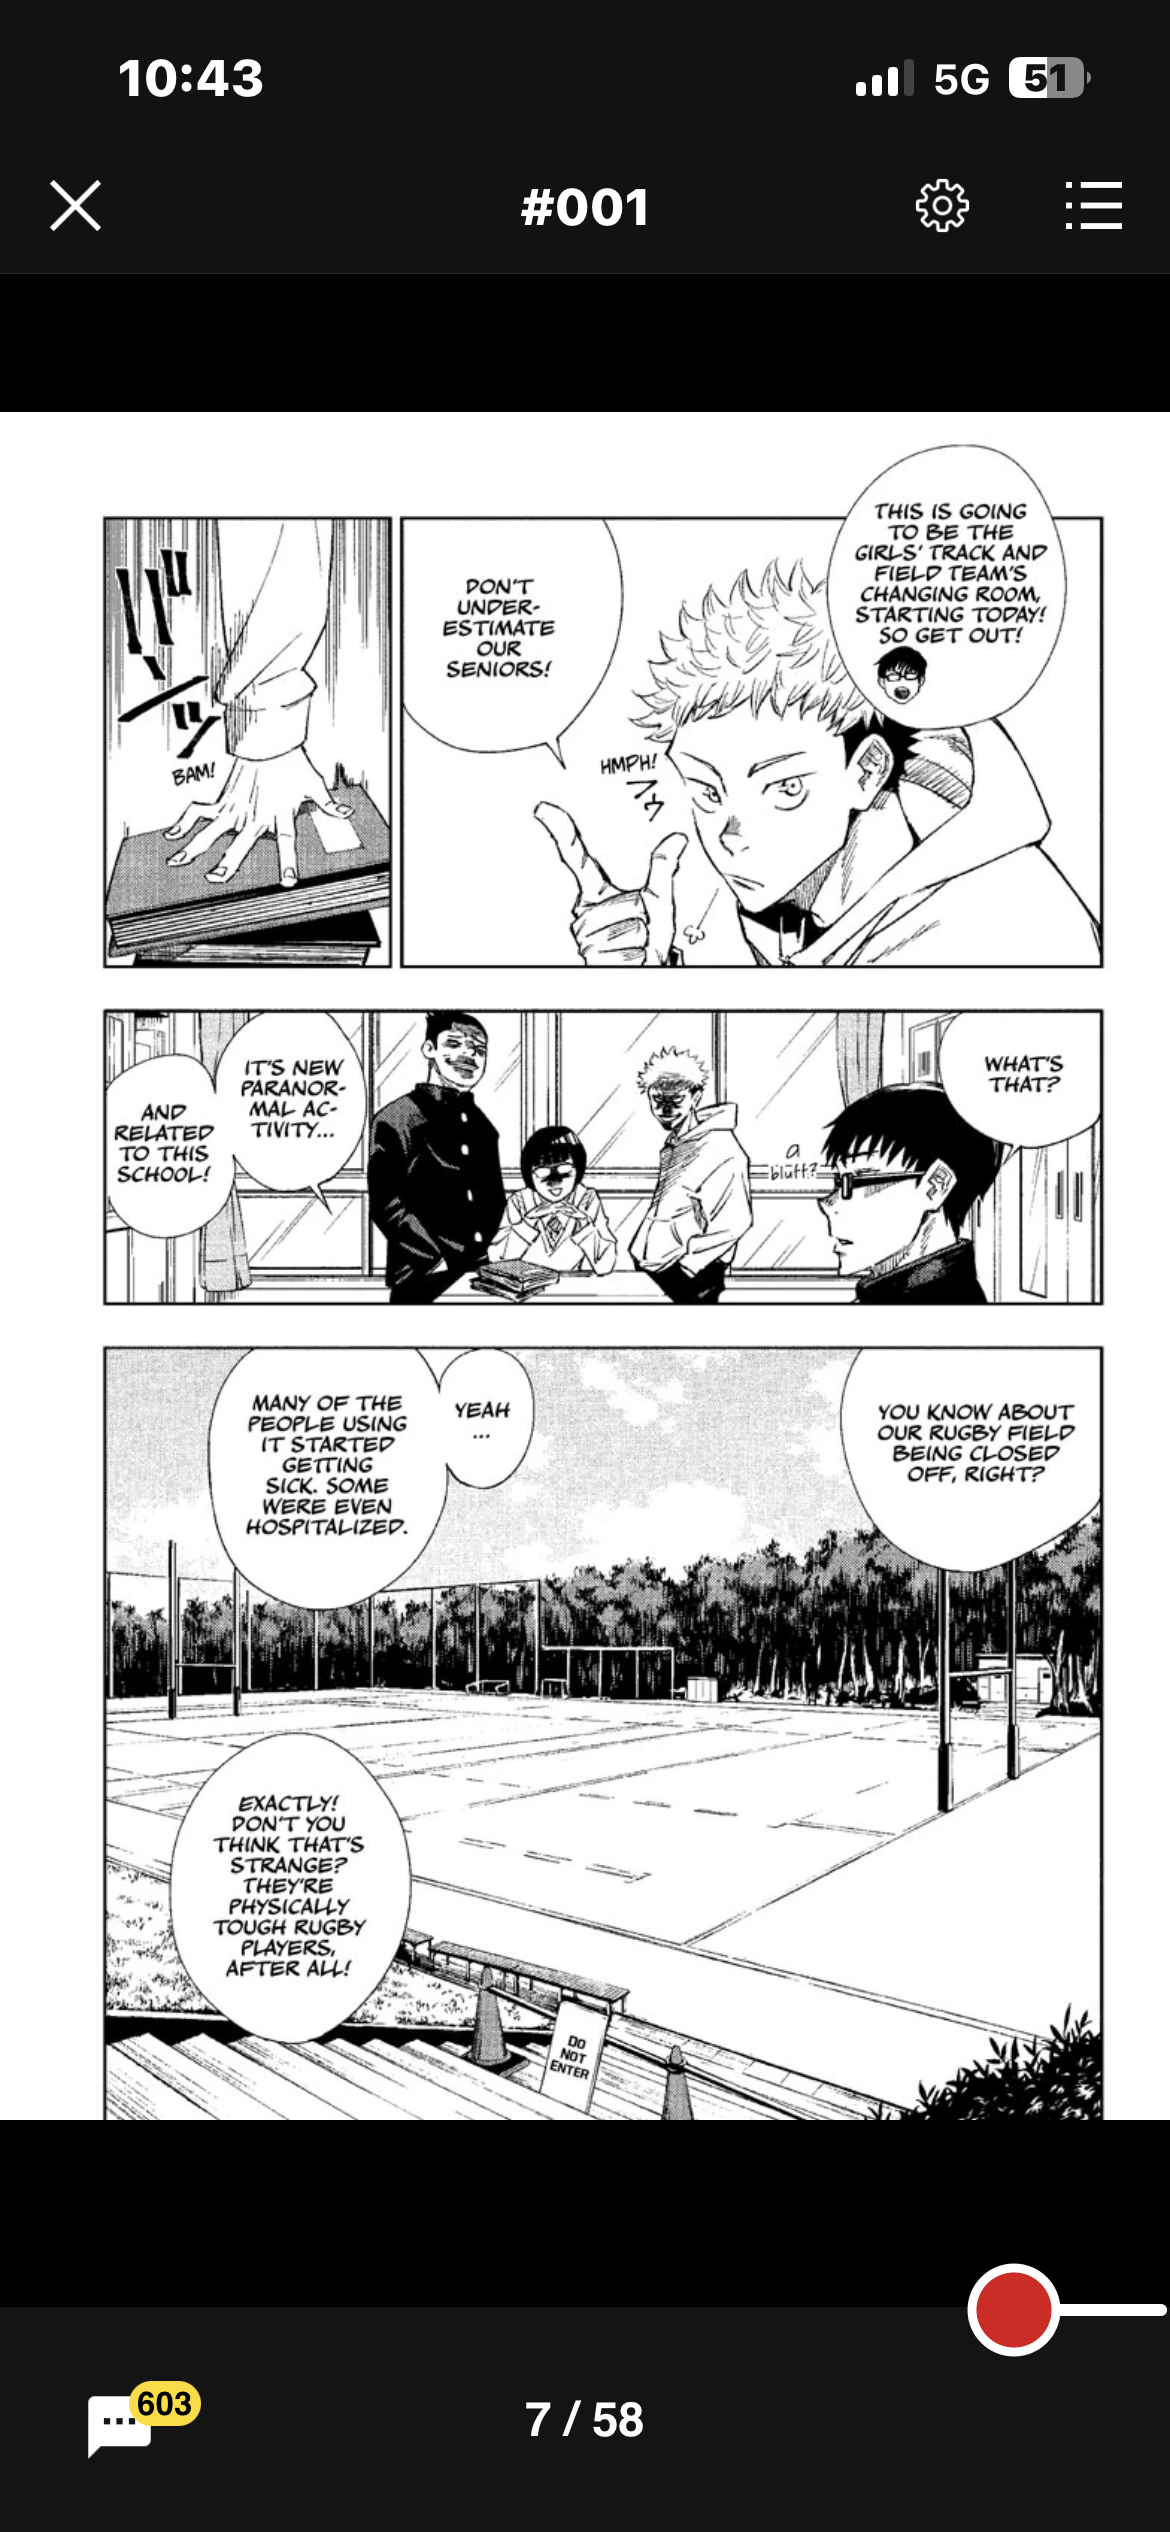 10:43
5G
51
#001
THIS IS GOING
TO BE THE
GIRLS' TRACK AND
FIELD TEAM'S
CHANGING ROOM,
STARTING TODAY!
SO GET OUT!
DON'T
UNDER-
ESTIMATE
OUR
SENIORS!
HMPH!
フゥ
バンッ
BAM!
WHAT'S
THAT?
a
bluff?
IT'S NEW
PARANOR-
MAL AC-
TIVITY...
AND
RELATED
TO THIS
SCHOOL!
YOU KNOW ABOUT
OUR RUGBY FIELD
BEING CLOSED
OFF, RIGHT?
YEAH
...
MANY OF THE
PEOPLE USING
IT STARTED
GETTING
SICK. SOME
WERE EVEN
HOSPITALIZED.
EXACTLY!
DON'T YOU
THINK THAT'S
STRANGE?
THEY'RE
PHYSICALLY
TOUGH RUGBY
PLAYERS,
AFTER ALL!
DO
NOT
ENTER
603
7 / 58